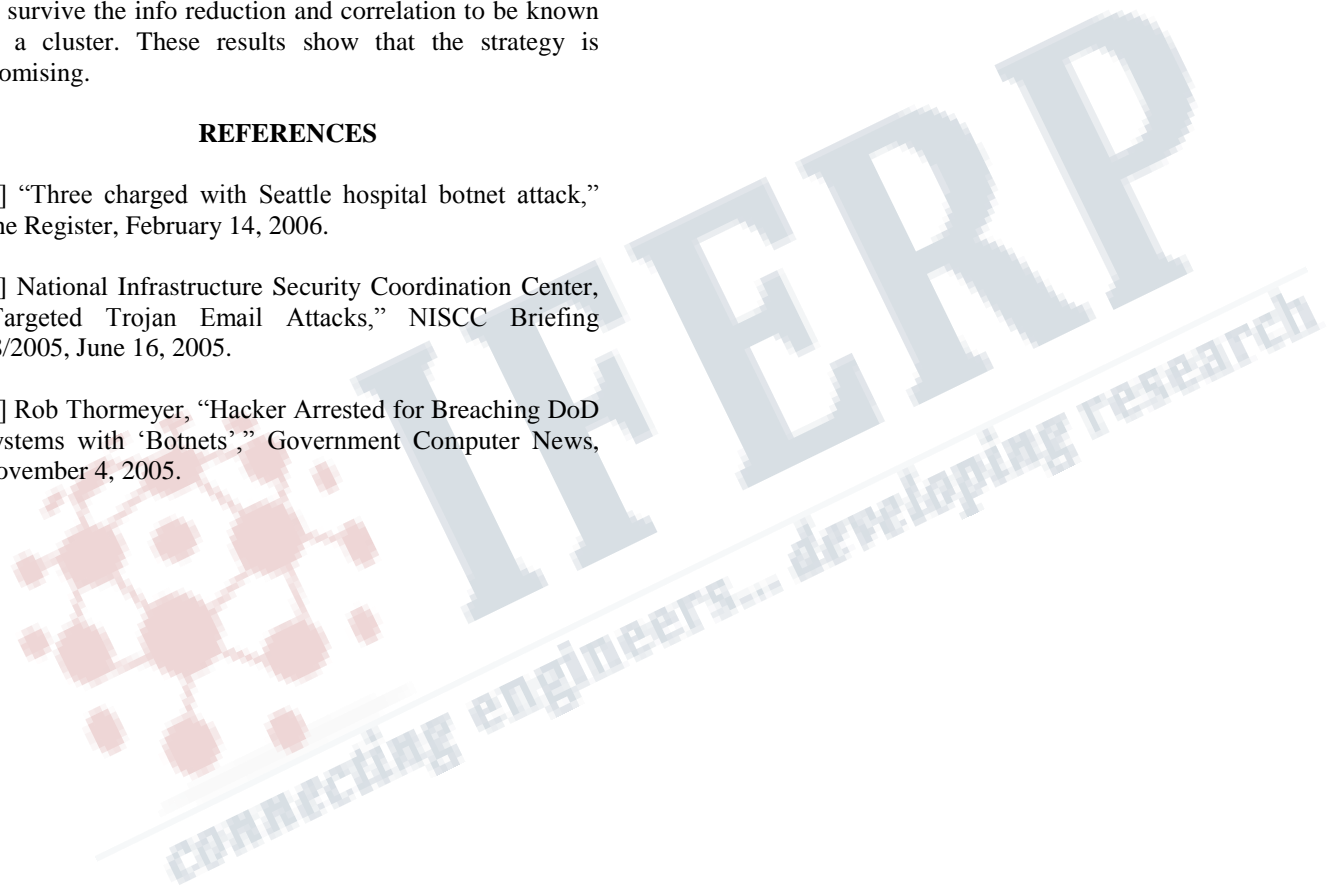 survive the info reduction and correlation to be known
a cluster. These results show that the strategy is
omising.
REFERENCES
] “Three charged with Seattle hospital botnet attack,”
ne Register, February 14, 2006.
] National Infrastructure Security Coordination Center,
argeted Trojan Email Attacks,” NISCC Briefing
/2005, June 16, 2005.
] Rob Thormeyer, “Hacker Arrested for Breaching DoD
ystems with ‘Botnets’,” Government Computer News,
ovember 4, 2005.
IFERP
connecting engineers... developing research